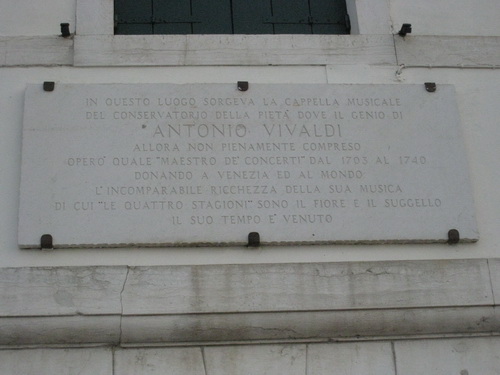 IN QUESTO LUOGO SORGEVA LA CAPPELLA MUSICALE
DEL CONSERVATORIO DELLA PIETÀ DOVE IL GENIO DI
ANTONIO VIVALDI
ALLORA NON PIENAMENTE COMPRESO
OPERÒ QUALE "MAESTRO DE' CONCERTI" DAL 1703 AL 1740
DONANDO A VENEZIA ED AL MONDO
L'INCOMPARABILE RICCHEZZA DELLA SUA MUSICA
DI CUI "LE QUATTRO STAGIONI" SONO IL FIORE E IL SUGGELLO
IL SUO TEMPO E' VENUTO